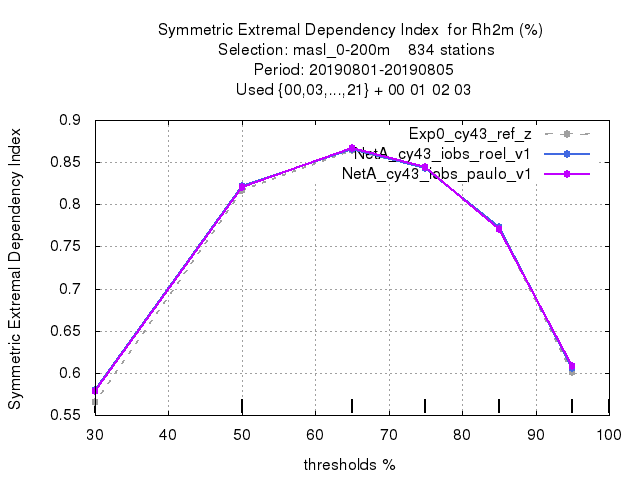 Symmetric Extremal Dependency Index  for Rh2m (%)
Selection: masl_0-200m    834 stations
Period: 20190801-20190805
Used {00,03,...,21} + 00 01 02 03
Symmetric Extremal Dependency Index
0.9
0.85
0.8
0.75
0.7
0.65
0.6
0.55
Exp0_cy43_ref_z
NetA_cy43_iobs_roel_v1
NetA_cy43_iobs_paulo_v1
30 40 50 60 70 80 90 100
thresholds %